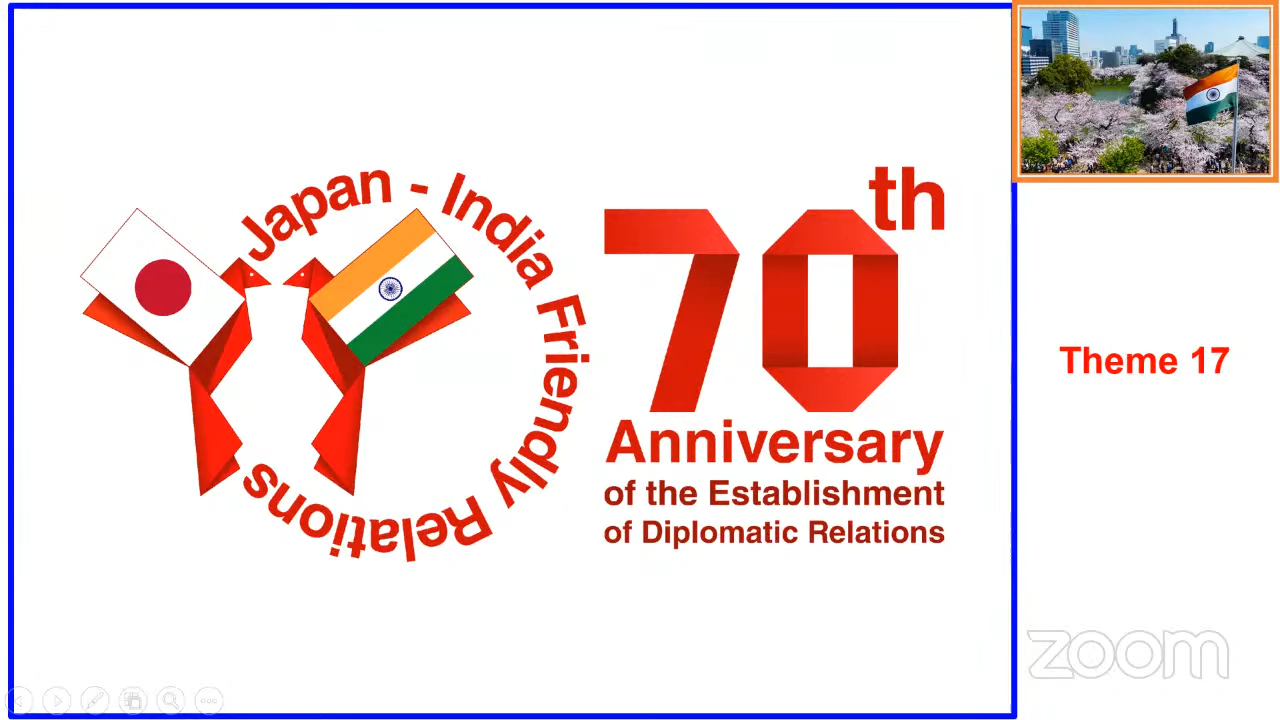 Japan - India Friendly Relations
70th
Anniversary
of the Establishment
of Diplomatic Relations
Theme 17
zoom